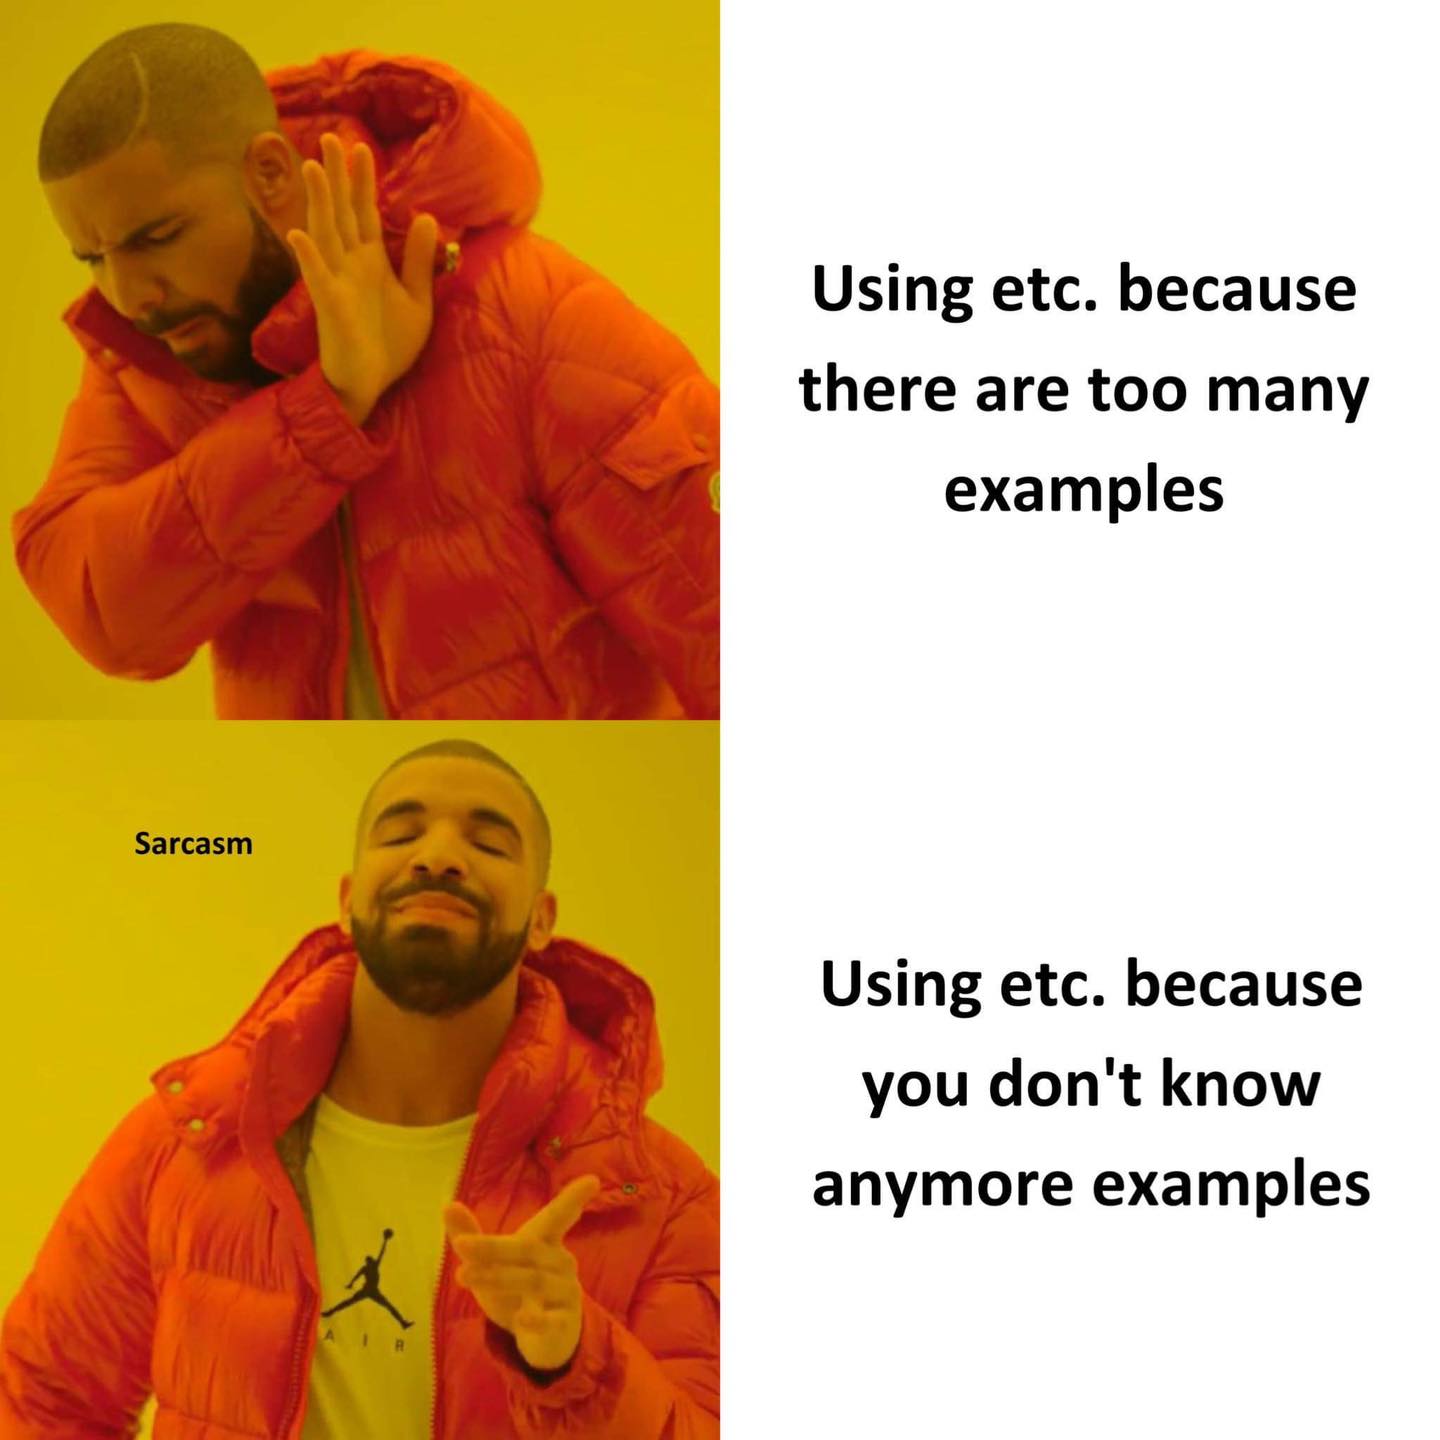 Using etc. because
there are too many
examples
Sarcasm
Using etc. because
you don't know
anymore examples
AIR